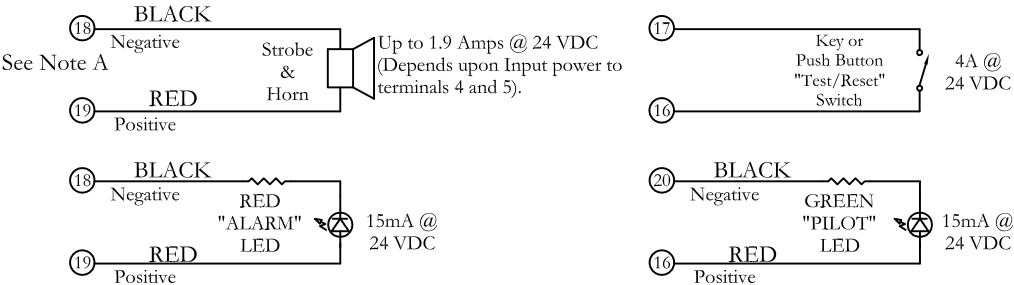 18
BLACK
Negative
See Note A
Strobe
&
Horn
Up to 1.9 Amps @ 24 VDC
(Depends upon Input power to
terminals 4 and 5).
19
RED
Positive
17
Key or
Push Button
"Test/Reset"
Switch
4A @
24 VDC
16
18
BLACK
Negative
RED
"ALARM"
LED
15mA @
24 VDC
19
RED
Positive
20
BLACK
Negative
GREEN
"PILOT"
LED
15mA @
24 VDC
16
RED
Positive